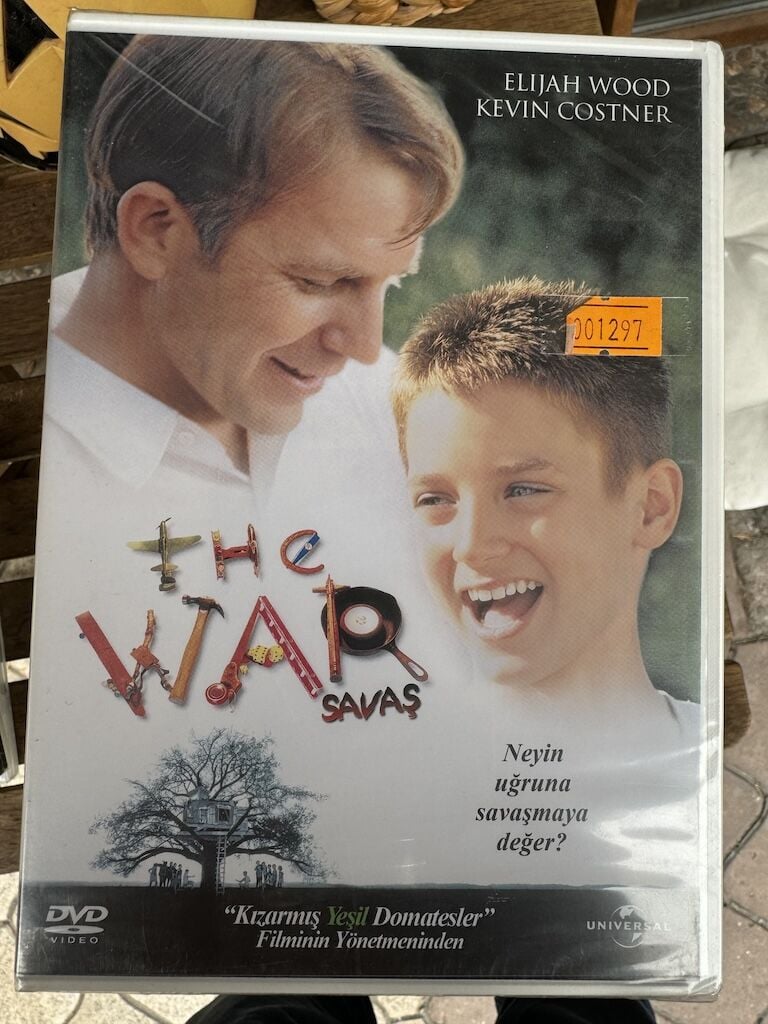 ELIJAH WOOD
KEVIN COSTNER
001297
THE
WAR
SAVAŞ
Neyin
uğruna
savaşmaya
değer?
DVD
VIDEO
"Kızarmış Yeşil Domatesler"
Filminin Yönetmeninden
UNIVERSAL